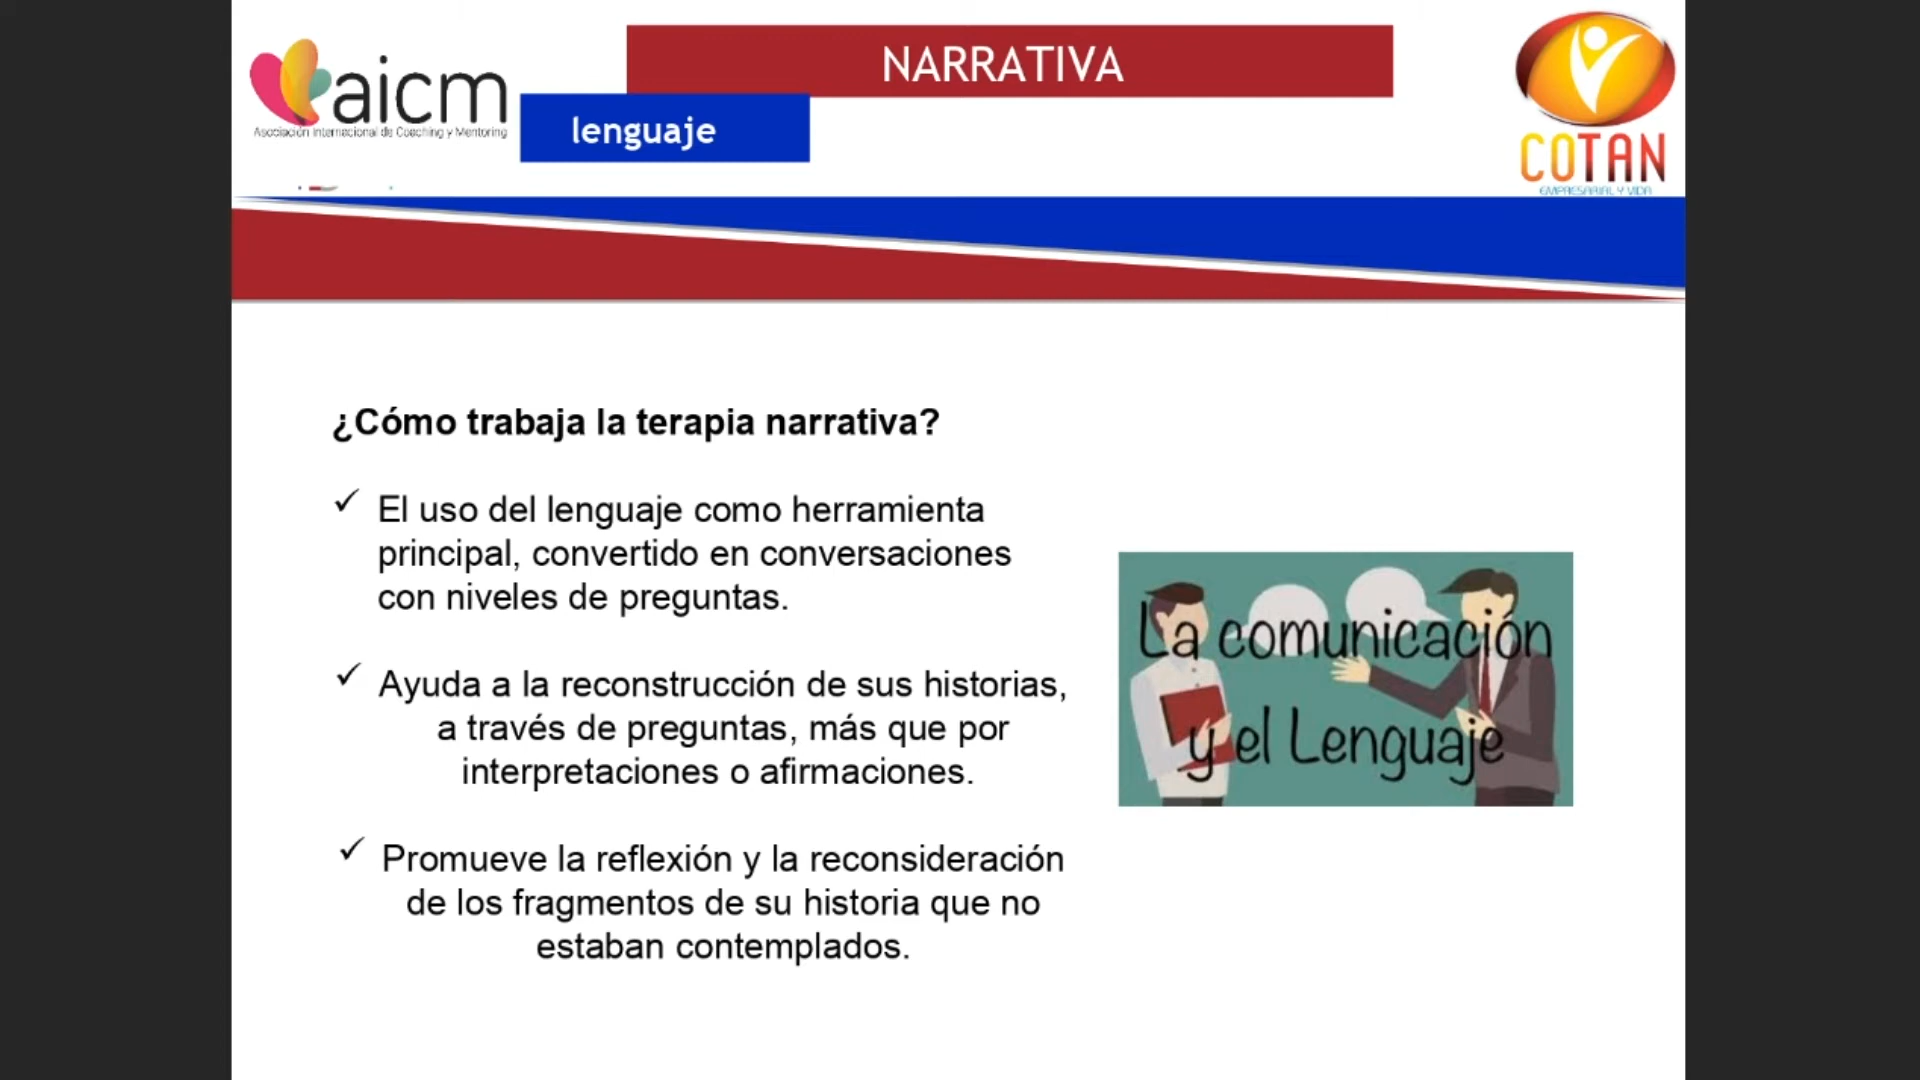 NARRATIVA
aicm
Asociación Internacional de Coaching y Mentoring
lenguaje
COTAN
EMPRESARIAL Y VIDA
¿Cómo trabaja la terapia narrativa?
✓ El uso del lenguaje como herramienta
principal, convertido en conversaciones
con niveles de preguntas.
✓ Ayuda a la reconstrucción de sus historias,
a través de preguntas, más que por
interpretaciones o afirmaciones.
✓ Promueve la reflexión y la reconsideración
de los fragmentos de su historia que no
estaban contemplados.
La comunicación
y el Lenguaje